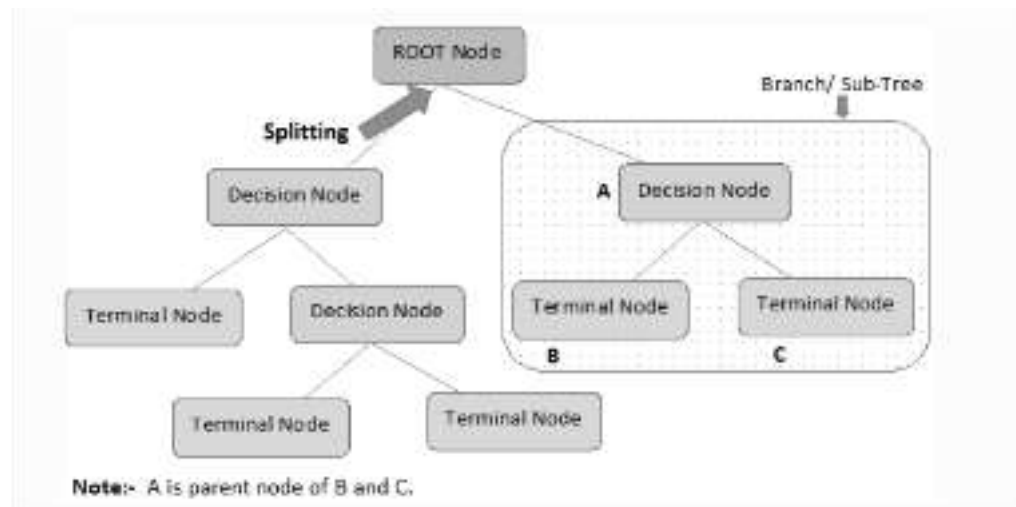 ROOT Node
Branch/ Sub-Tree
Splitting
Decision Node
A
Decision Node
Terminal Node
Decision Node
Terminal Node
Terminal Node
B
C
Terminal Node
Terminal Node
Note:- A is parent node of B and C.